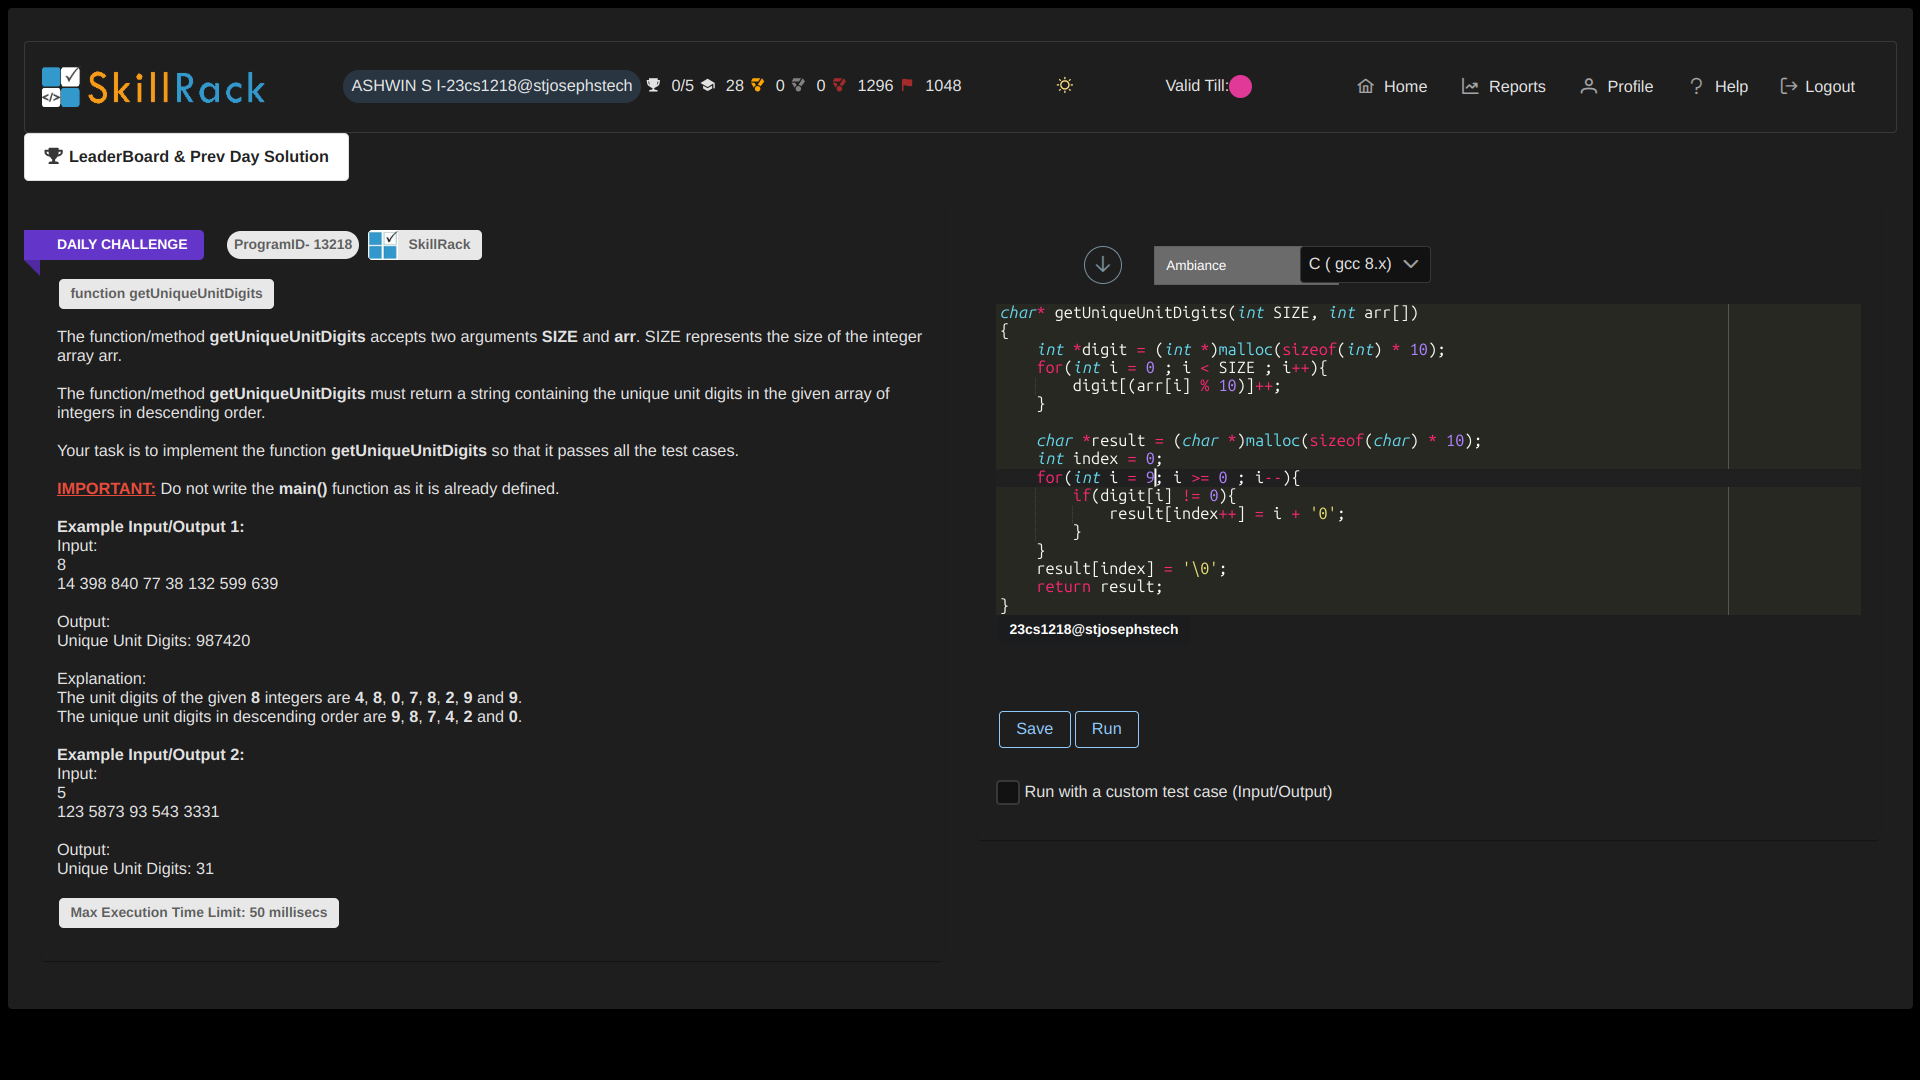 SkillRack
ASHWIN S I-23cs1218@stjosephstech 0/5 28 0 0 1296 1048 Valid Till: Home Reports Profile Help Logout
LeaderBoard & Prev Day Solution
DAILY CHALLENGE ProgramID- 13218 SkillRack
function getUniqueUnitDigits
The function/method getUniqueUnitDigits accepts two arguments SIZE and arr. SIZE represents the size of the integer
array arr.
The function/method getUniqueUnitDigits must return a string containing the unique unit digits in the given array of
integers in descending order.
Your task is to implement the function getUniqueUnitDigits so that it passes all the test cases.
IMPORTANT: Do not write the main() function as it is already defined.
Example Input/Output 1:
Input:
8
14 398 840 77 38 132 599 639
Output:
Unique Unit Digits: 987420
Explanation:
The unit digits of the given 8 integers are 4, 8, 0, 7, 8, 2, 9 and 9.
The unique unit digits in descending order are 9, 8, 7, 4, 2 and 0.
Example Input/Output 2:
Input:
5
123 5873 93 543 3331
Output:
Unique Unit Digits: 31
Max Execution Time Limit: 50 millisecs
Ambiance C ( gcc 8.x)
char* getUniqueUnitDigits(int SIZE, int arr[])
{
    int *digit = (int *)malloc(sizeof(int) * 10);
    for(int i = 0 ; i < SIZE ; i++){
        digit[(arr[i] % 10)]++;
    }
    char *result = (char *)malloc(sizeof(char) * 10);
    int index = 0;
    for(int i = 9; i >= 0 ; i--){
        if(digit[i] != 0){
            result[index++] = i + '0';
        }
    }
    result[index] = '\0';
    return result;
}
23cs1218@stjosephstech
Save Run
Run with a custom test case (Input/Output)